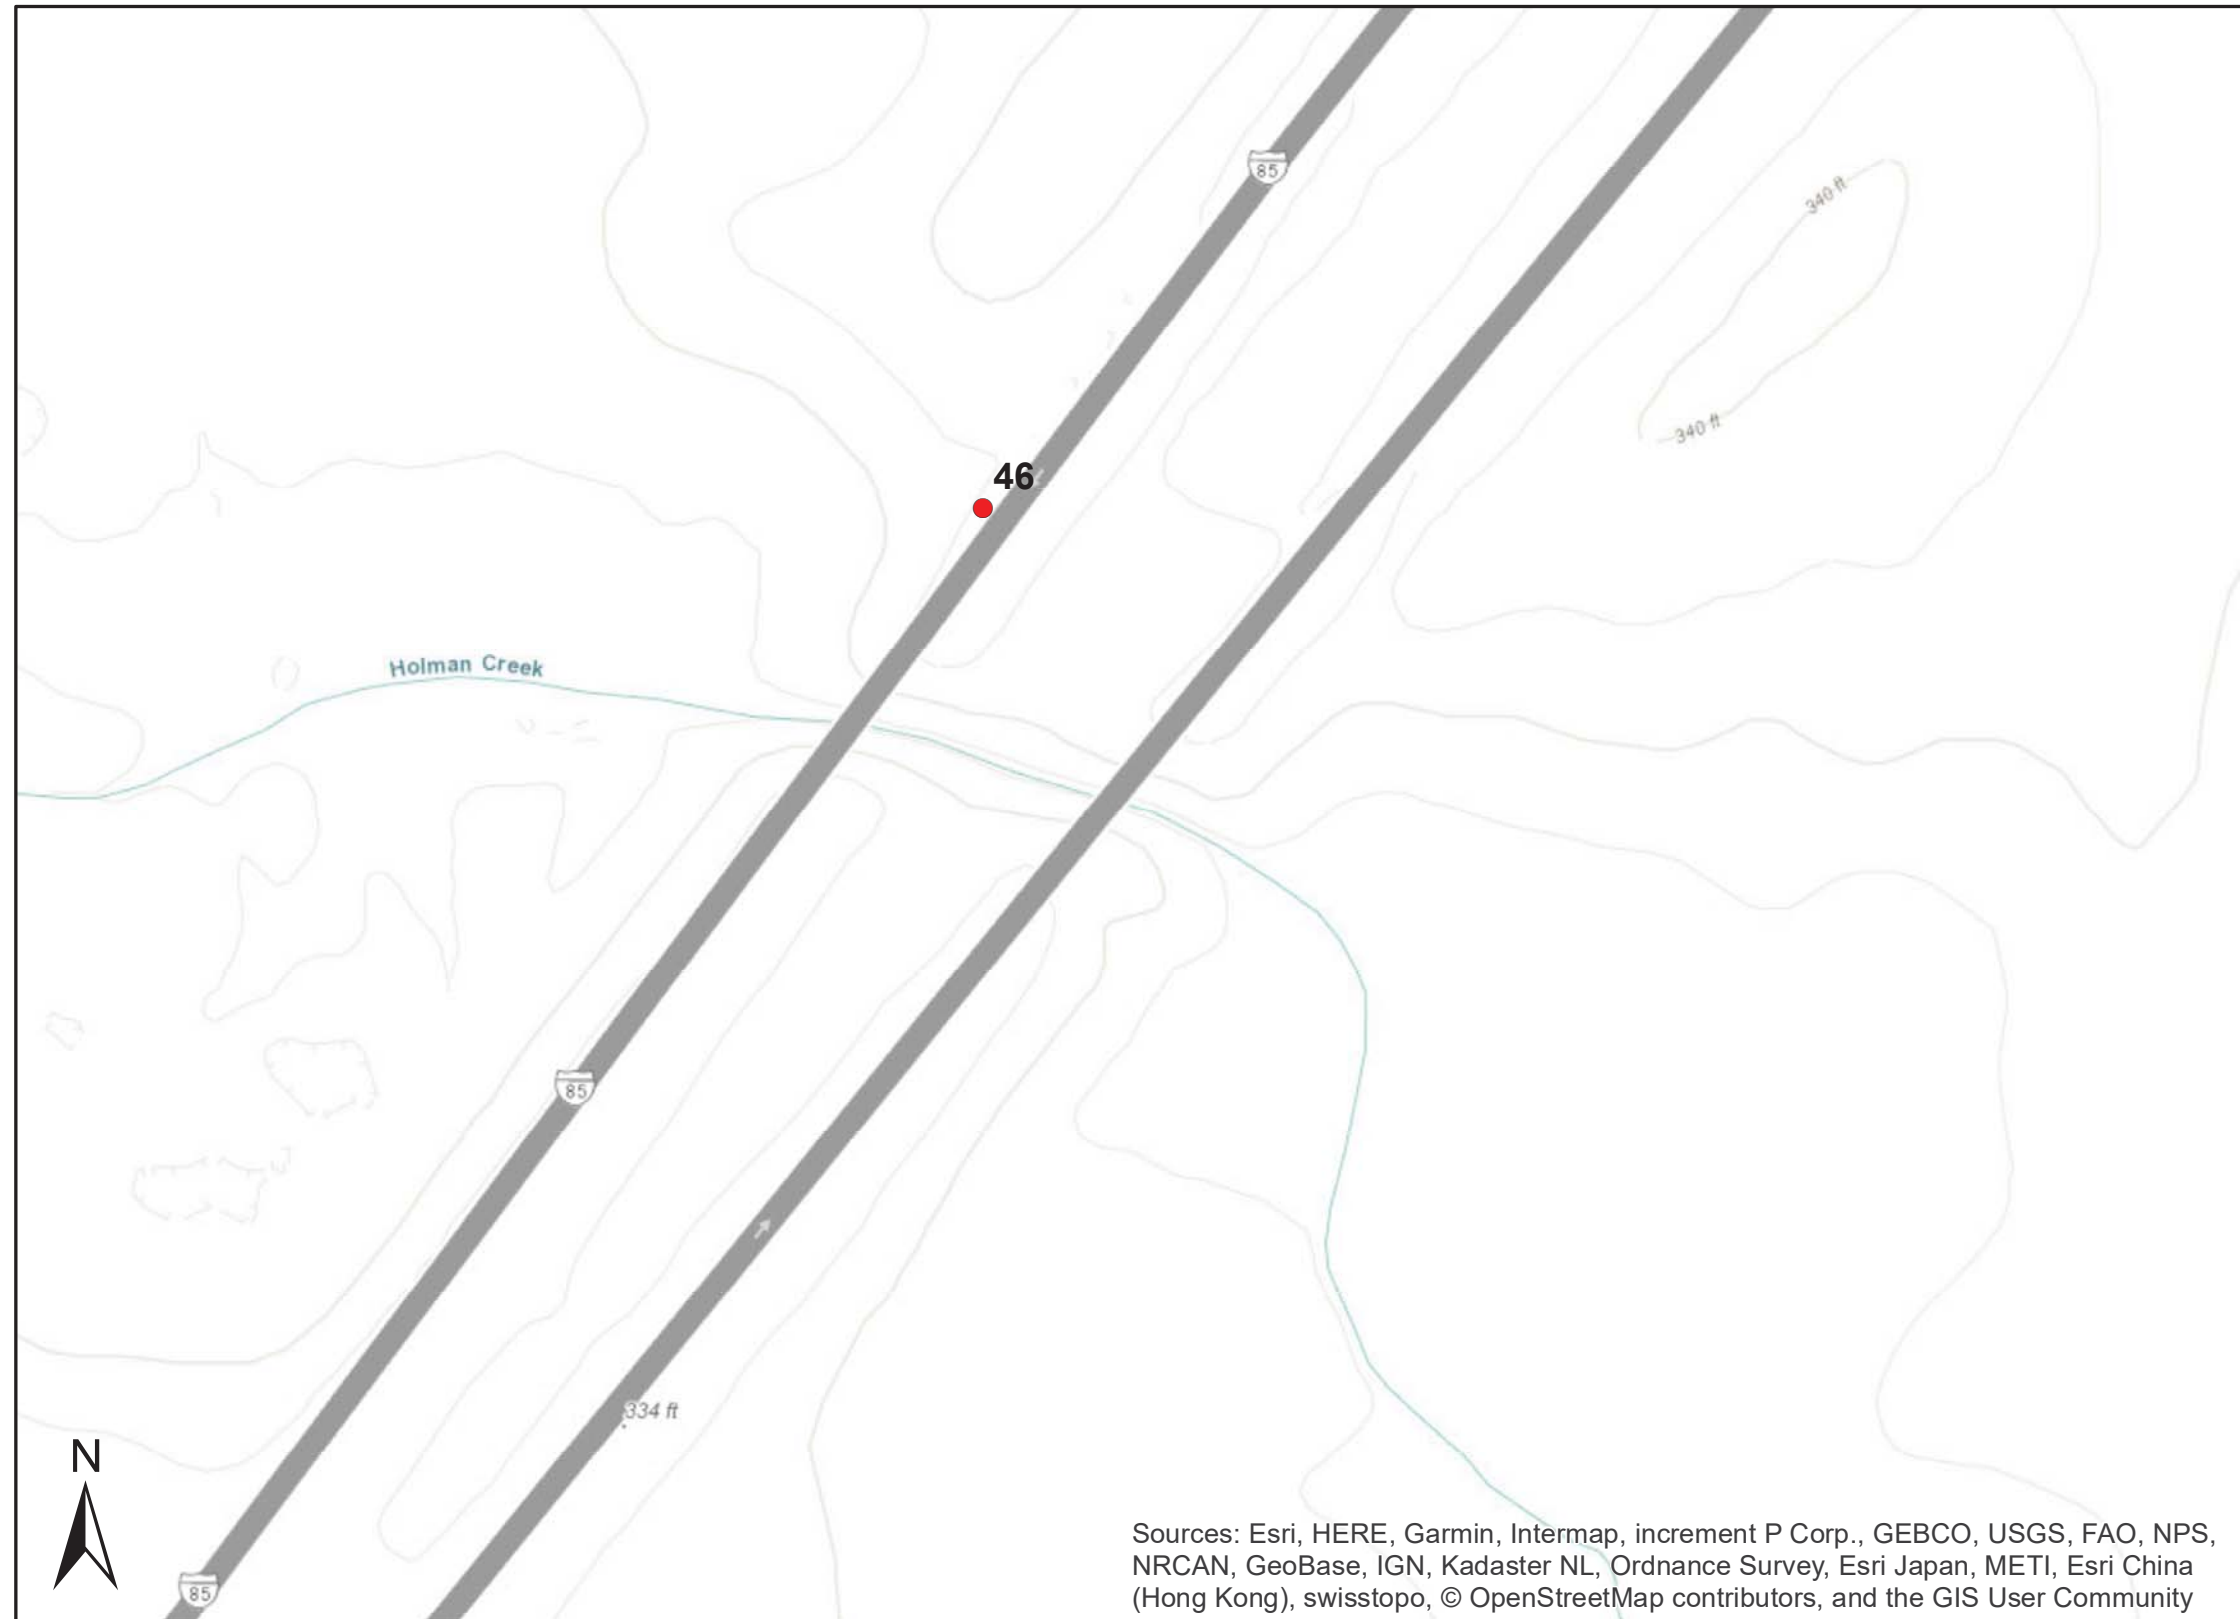 85
340 ft
340 ft
46
Holman Creek
85
334 ft
N
85
Sources: Esri, HERE, Garmin, Intermap, increment P Corp., GEBCO, USGS, FAO, NPS,
NRCAN, GeoBase, IGN, Kadaster NL, Ordnance Survey, Esri Japan, METI, Esri China
(Hong Kong), swisstopo, © OpenStreetMap contributors, and the GIS User Community